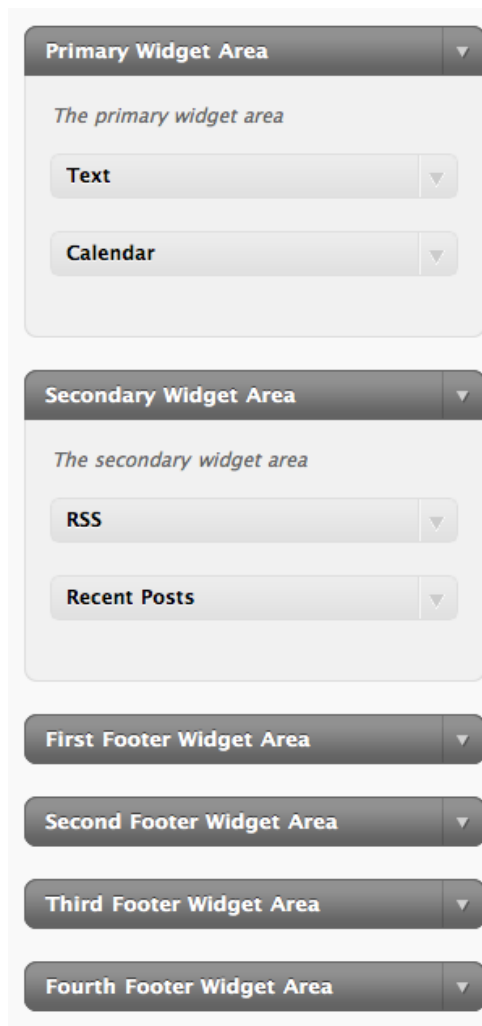 Primary Widget Area
The primary widget area
Text
Calendar
Secondary Widget Area
The secondary widget area
RSS
Recent Posts
First Footer Widget Area
Second Footer Widget Area
Third Footer Widget Area
Fourth Footer Widget Area